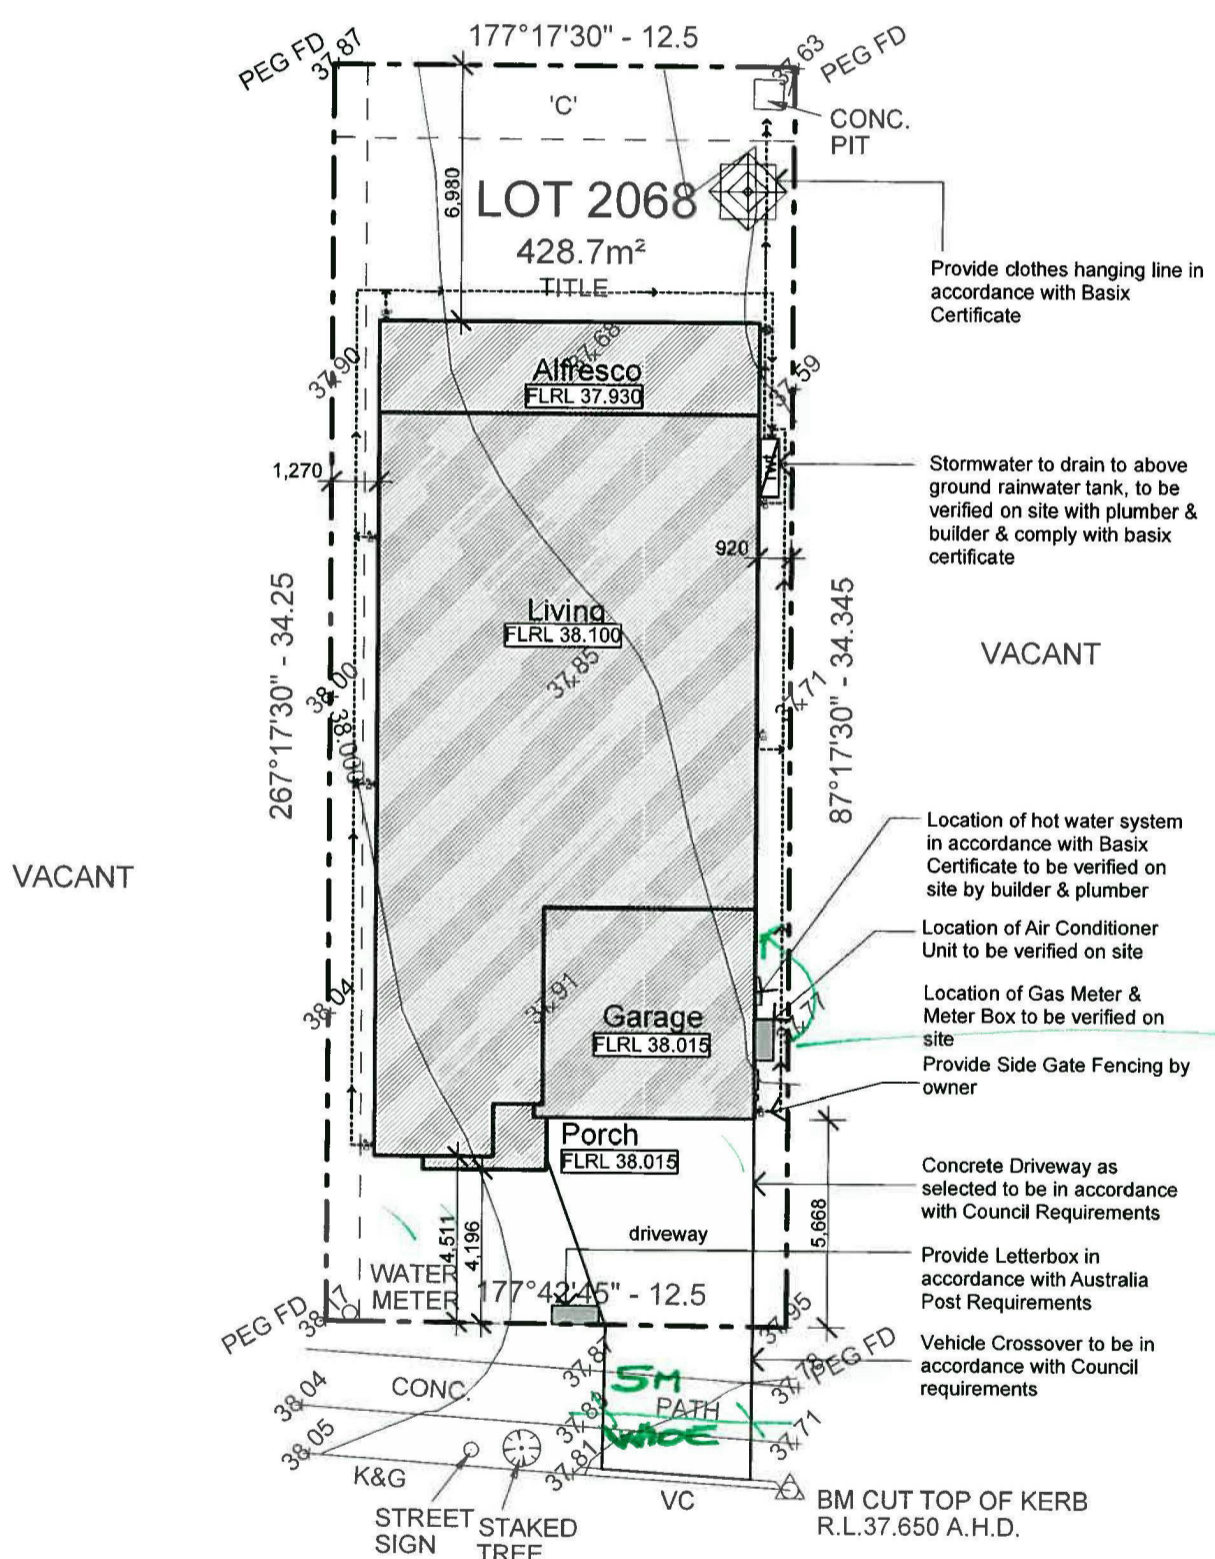 177°17'30" - 12.5
PEG FD
37.87
37.63
PEG FD
'C'
CONC.
PIT
6,980
LOT 2068
428.7m²
TITLE
Provide clothes hanging line in
accordance with Basix
Certificate
37.90
37.68
Alfresco
FLRL 37.930
37.59
1,270
RWT
Stormwater to drain to above
ground rainwater tank, to be
verified on site with plumber &
builder & comply with basix
certificate
920
267°17'30" - 34.25
87°17'30" - 34.345
Living
FLRL 38.100
37.85
VACANT
38.00
38.000
37.71
VACANT
Location of hot water system
in accordance with Basix
Certificate to be verified on
site by builder & plumber
Location of Air Conditioner
Unit to be verified on site
38.04
37.91
Garage
FLRL 38.015
37.77
Location of Gas Meter &
Meter Box to be verified on
site
Provide Side Gate Fencing by
owner
Porch
FLRL 38.015
Concrete Driveway as
selected to be in accordance
with Council Requirements
4,511
4,196
driveway
5,668
WATER
METER
177°42'45" - 12.5
Provide Letterbox in
accordance with Australia
Post Requirements
PEG FD
38.17
37.95
PEG FD
Vehicle Crossover to be in
accordance with Council
requirements
37.87
37.78
5M
CONC.
PATH
38.04
37.83
37.71
WIDE
38.05
37.81
K&G
VC
STREET
SIGN
STAKED
TREE
BM CUT TOP OF KERB
R.L.37.650 A.H.D.